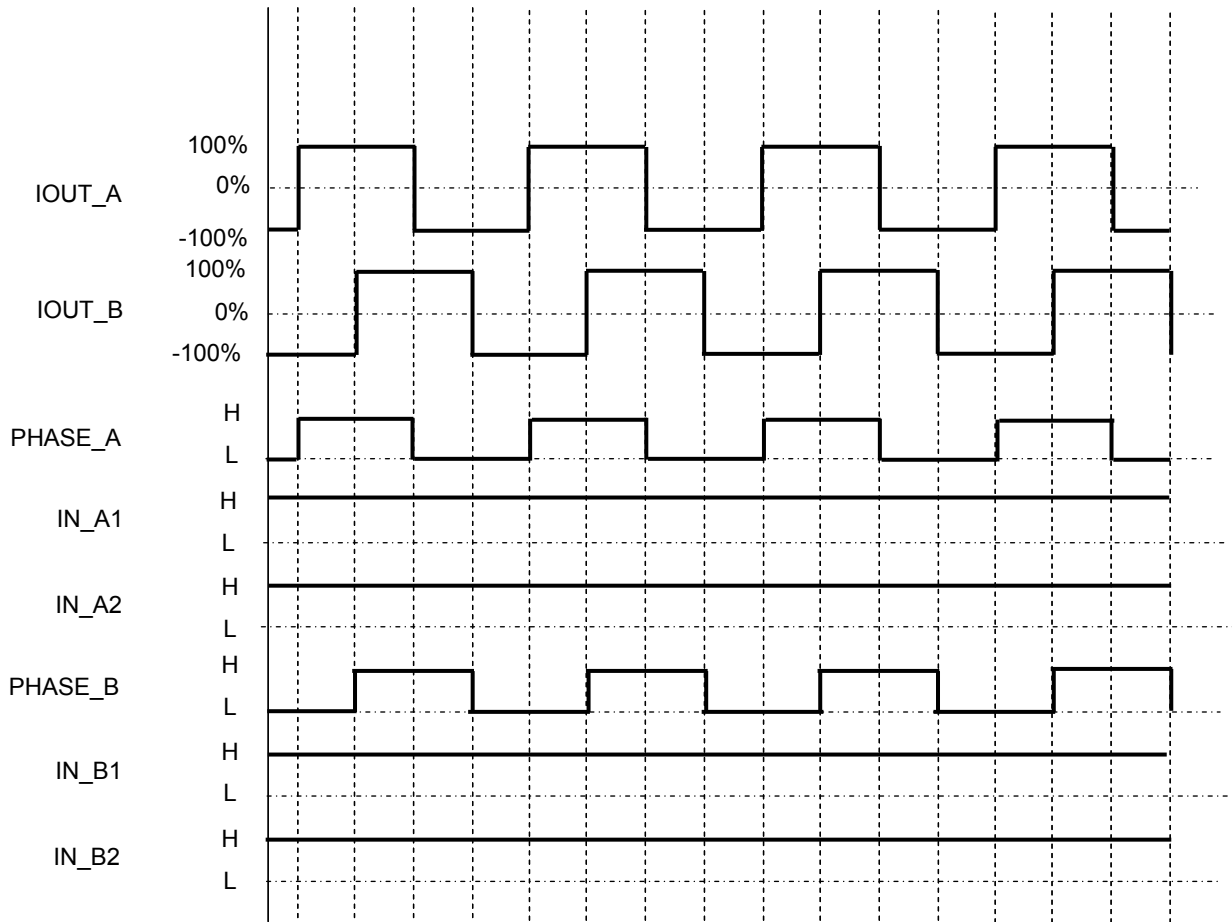 100%
IOUT_A
0%
-100%
100%
IOUT_B
0%
-100%
H
PHASE_A
L
H
IN_A1
L
H
IN_A2
L
H
PHASE_B
L
H
IN_B1
L
H
IN_B2
L